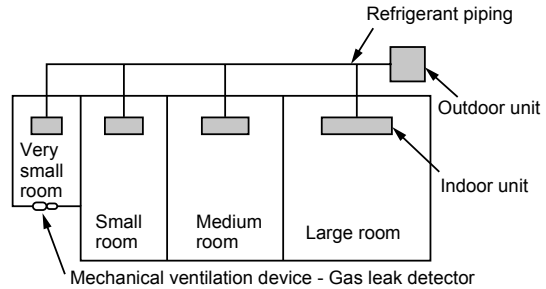 Refrigerant piping
Outdoor unit
Indoor unit
Very
small
room
Small
room
Medium
room
Large room
Mechanical ventilation device - Gas leak detector